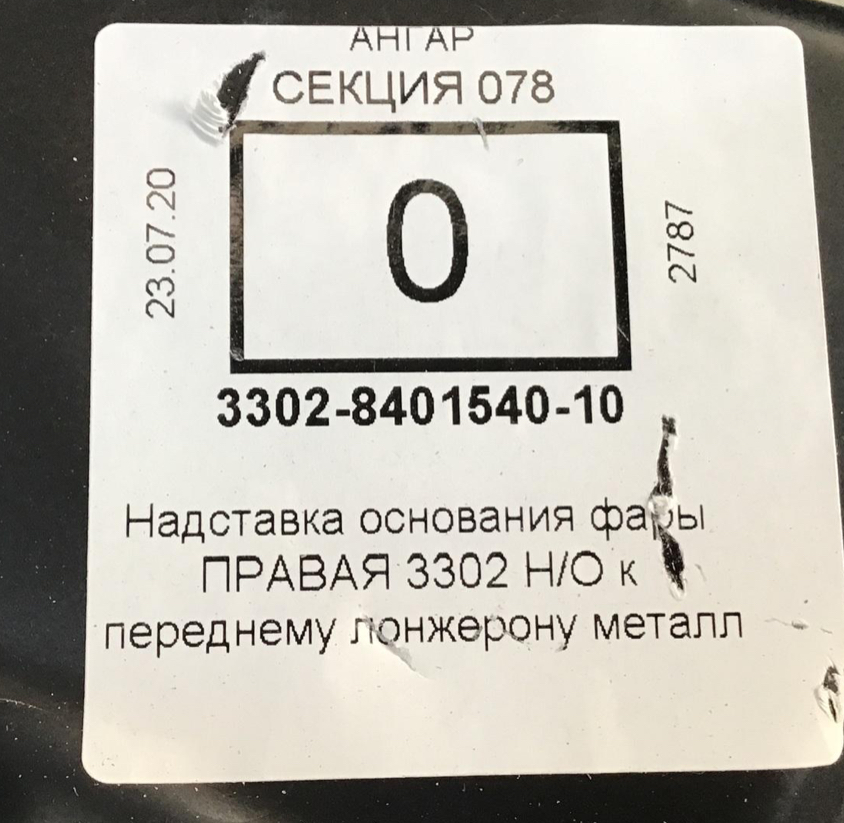 АНГАР
СЕКЦИЯ 078
23.07.20
0
2787
3302-8401540-10
Надставка основания фары
ПРАВАЯ 3302 Н/О к
переднему лонжерону металл